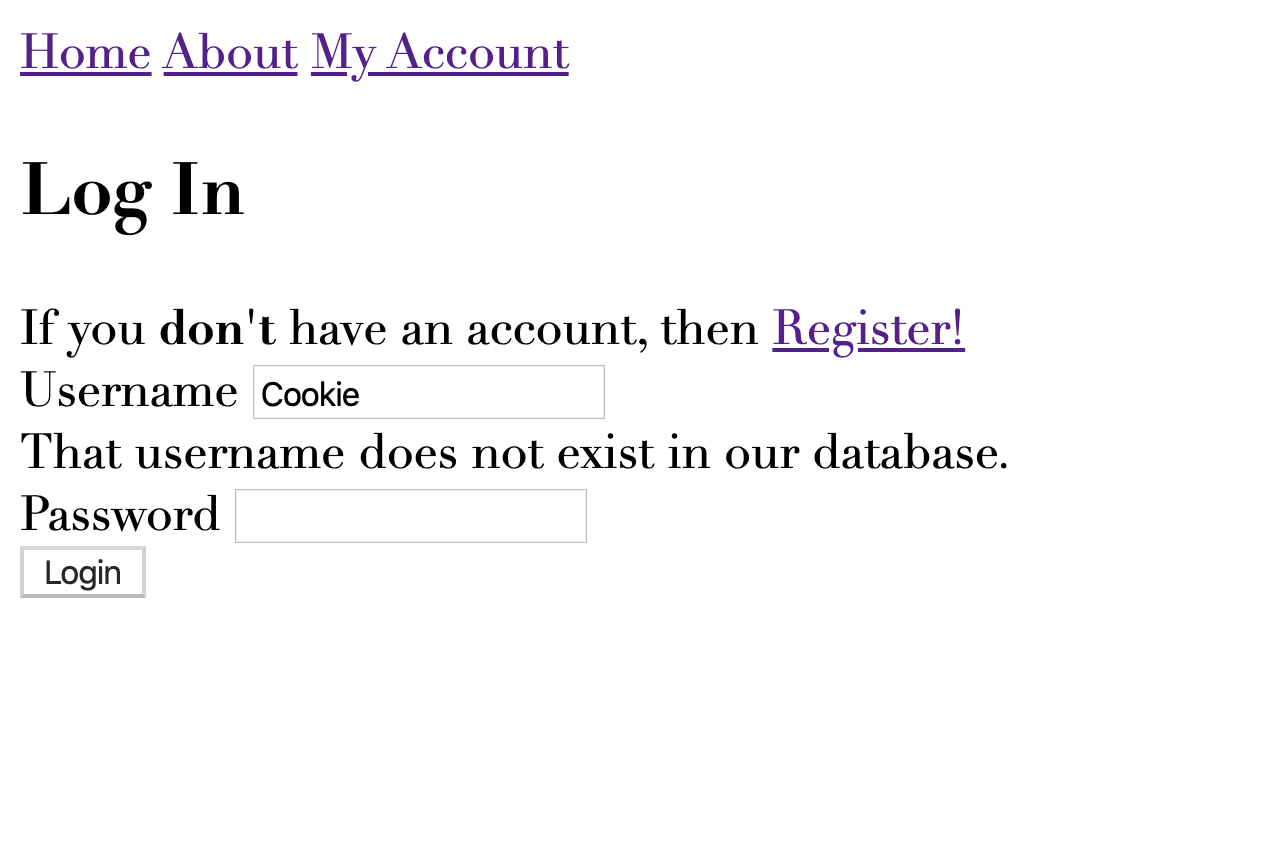 Home About My Account
Log In
If you don't have an account, then Register!
Username Cookie
That username does not exist in our database.
Password
Login